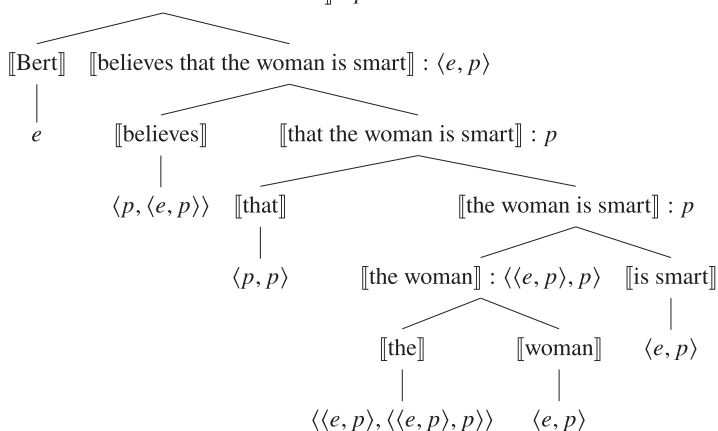 ⟦Bert⟧ ⟦believes that the woman is smart⟧ : ⟨e, p⟩
e ⟦believes⟧ ⟦that the woman is smart⟧ : p
⟨p, ⟨e, p⟩⟩ ⟦that⟧ ⟦the woman is smart⟧ : p
⟨p, p⟩ ⟦the woman⟧ : ⟨⟨e, p⟩, p⟩ ⟦is smart⟧
⟦the⟧ ⟦woman⟧ ⟨e, p⟩
⟨⟨e, p⟩, ⟨⟨e, p⟩, p⟩⟩ ⟨e, p⟩